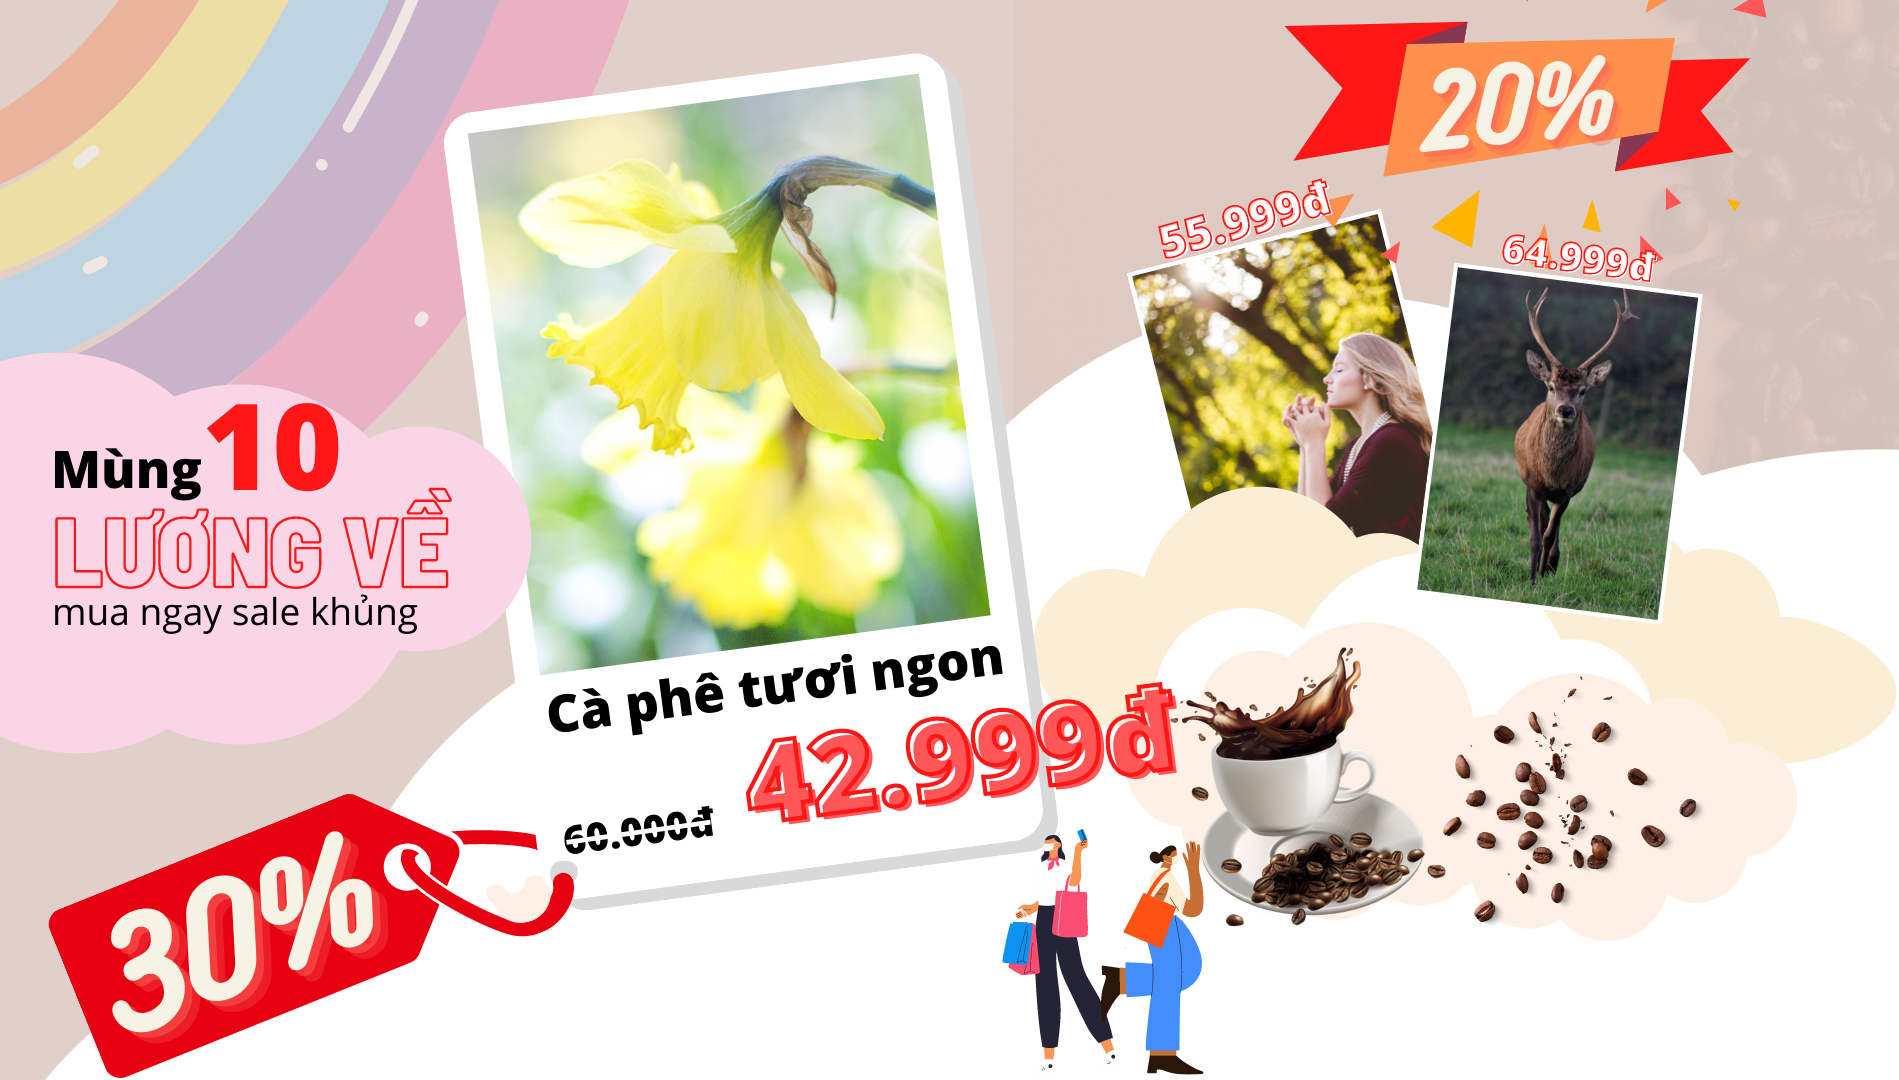 Mùng 10
LƯƠNG VỀ
mua ngay sale khủng
30%
Cà phê tươi ngon
60.000đ
42.999đ
20%
55.999đ
64.999đ